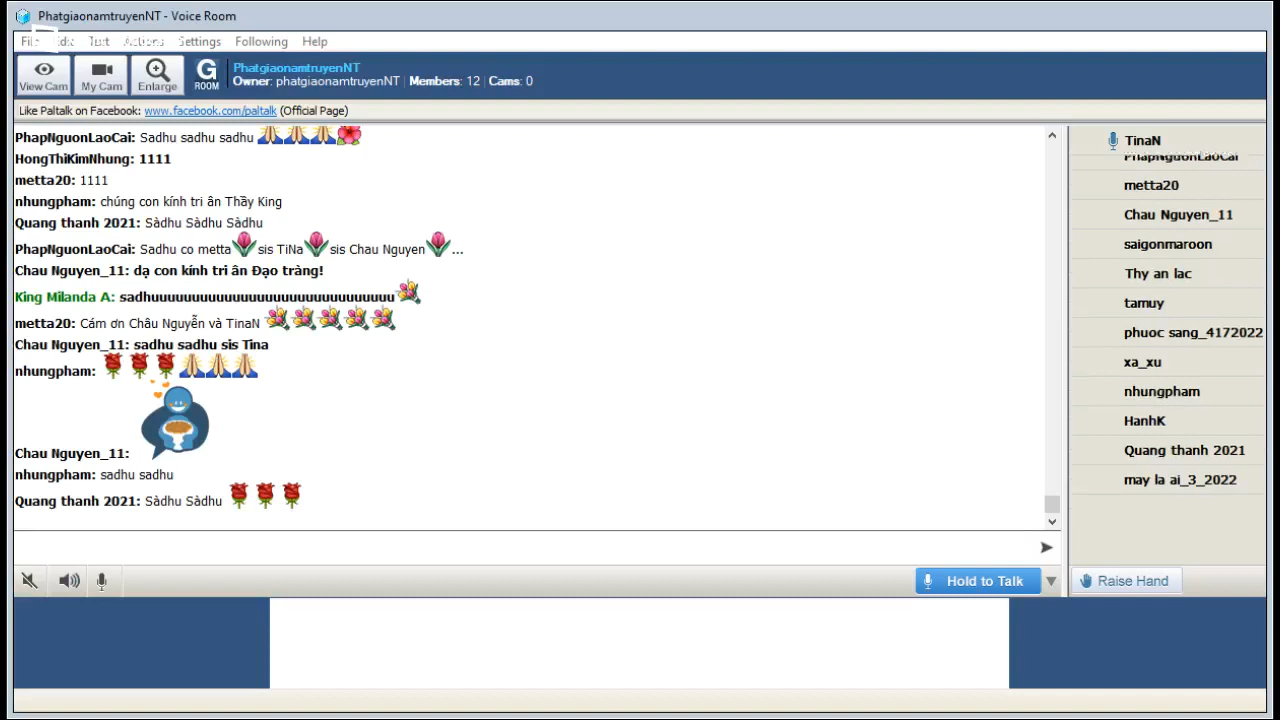 PhatgiaonamtruyenNT - Voice Room
Text Actions Settings Following Help
View Cam
My Cam
Enlarge
G ROOM
PhatgiaonamtruyenNT
Owner: phatgiaonamtruyenNT | Members: 12 | Cams: 0
Like Paltalk on Facebook: www.facebook.com/paltalk (Official Page)
PhapNguonLaoCai: Sadhu sadhu sadhu
HongThiKimNhung: 1111
metta20: 1111
nhungpham: chúng con kính tri ân Thầy King
Quang thanh 2021: Sàdhu Sàdhu Sàdhu
PhapNguonLaoCai: Sadhu co metta sis TiNa sis Chau Nguyen ...
Chau Nguyen_11: dạ con kính tri ân Đạo tràng!
King Milanda A: sadhuuuuuuuuuuuuuuuuuuuuuuuuuuuuuu
metta20: Cám ơn Châu Nguyễn và TinaN
Chau Nguyen_11: sadhu sadhu sis Tina
nhungpham:
Chau Nguyen_11:
nhungpham: sadhu sadhu
Quang thanh 2021: Sàdhu Sàdhu
Hold to Talk
TinaN
PhapNguonLaoCai
metta20
Chau Nguyen_11
saigonmaroon
Thy an lac
tamuy
phuoc sang_4172022
xa_xu
nhungpham
HanhK
Quang thanh 2021
may la ai_3_2022
Raise Hand